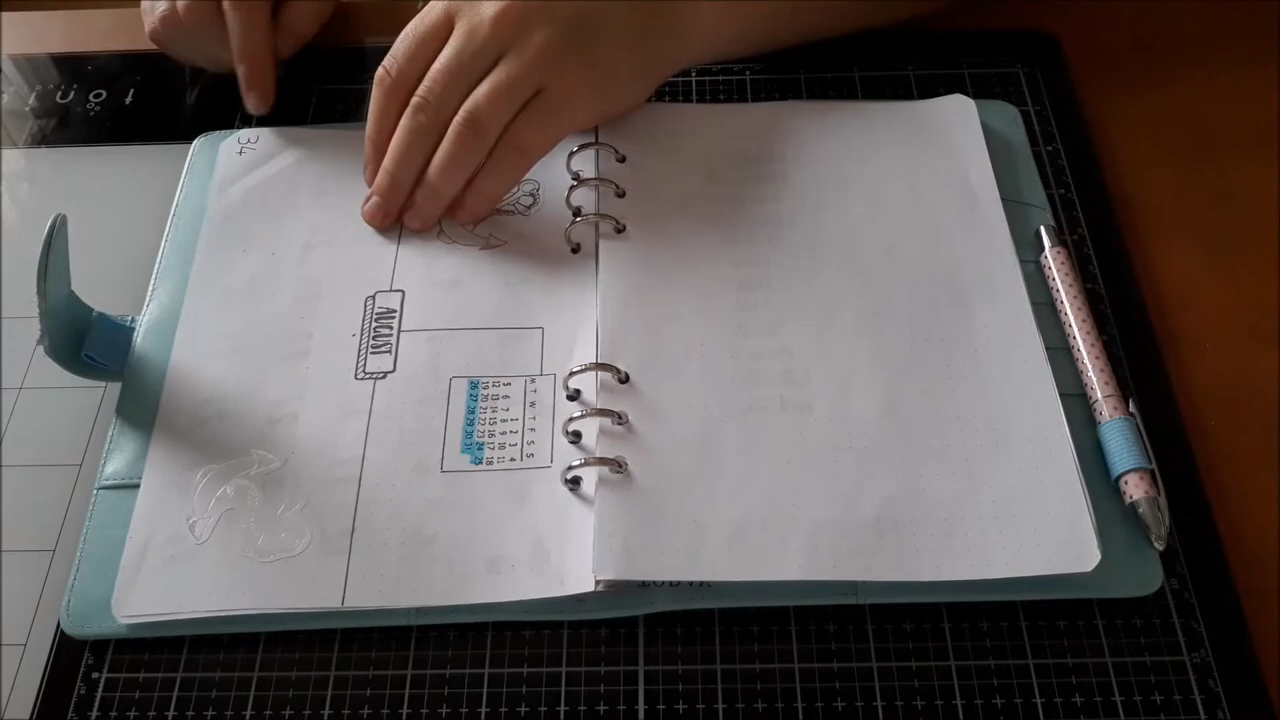 34
AUGUST
M T W T F S S
1 2 3 4
5 6 7 8 9 10 11
12 13 14 15 16 17 18
19 20 21 22 23 24 25
26 27 28 29 30 31